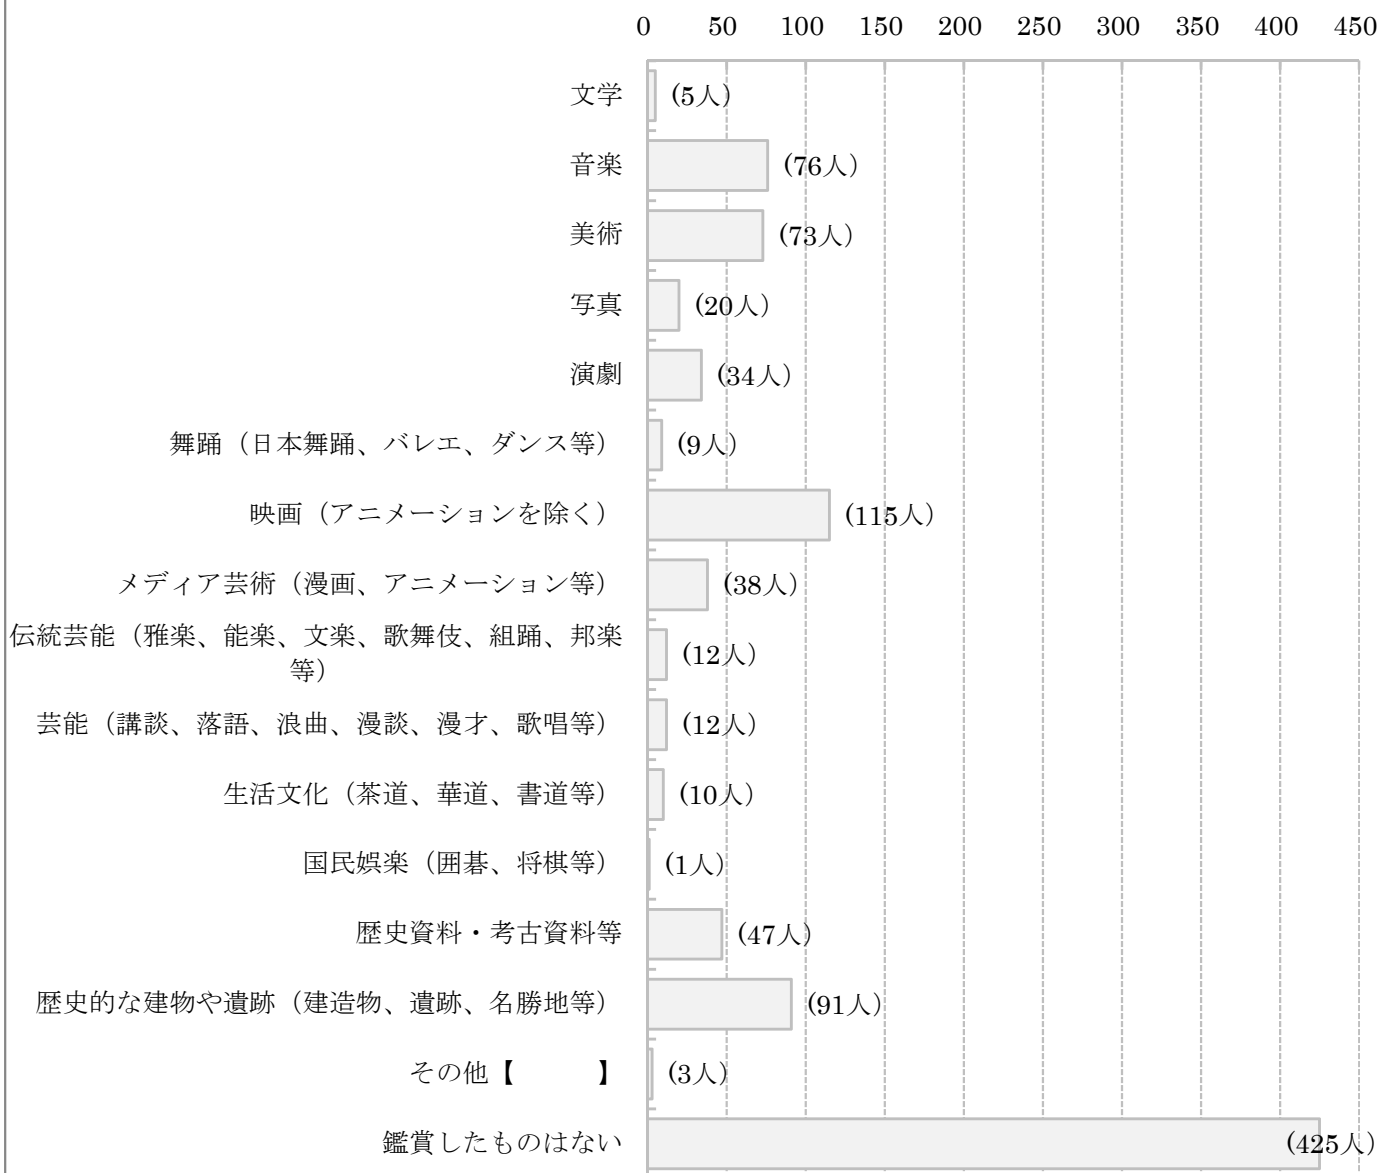 0 50 100 150 200 250 300 350 400 450
文学 (5人)
音楽 (76人)
美術 (73人)
写真 (20人)
演劇 (34人)
舞踊（日本舞踊、バレエ、ダンス等） (9人)
映画（アニメーションを除く） (115人)
メディア芸術（漫画、アニメーション等） (38人)
伝統芸能（雅楽、能楽、文楽、歌舞伎、組踊、邦楽
等） (12人)
芸能（講談、落語、浪曲、漫談、漫才、歌唱等） (12人)
生活文化（茶道、華道、書道等） (10人)
国民娯楽（囲碁、将棋等） (1人)
歴史資料・考古資料等 (47人)
歴史的な建物や遺跡（建造物、遺跡、名勝地等） (91人)
その他【　　　】 (3人)
鑑賞したものはない (425人)